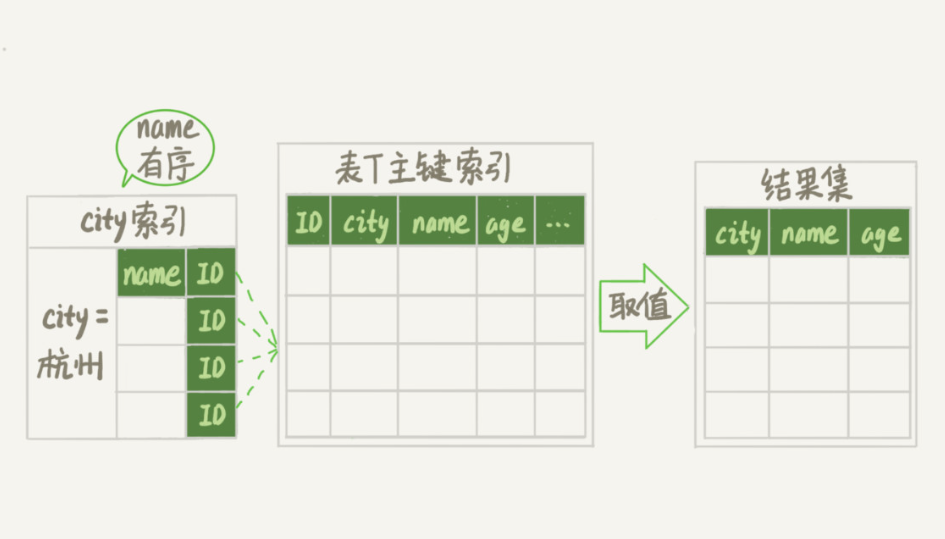 name
有序
city索引
name ID
city =
杭州
ID
ID
ID
表T主键索引
ID city name age ...
取值
结果集
city name age